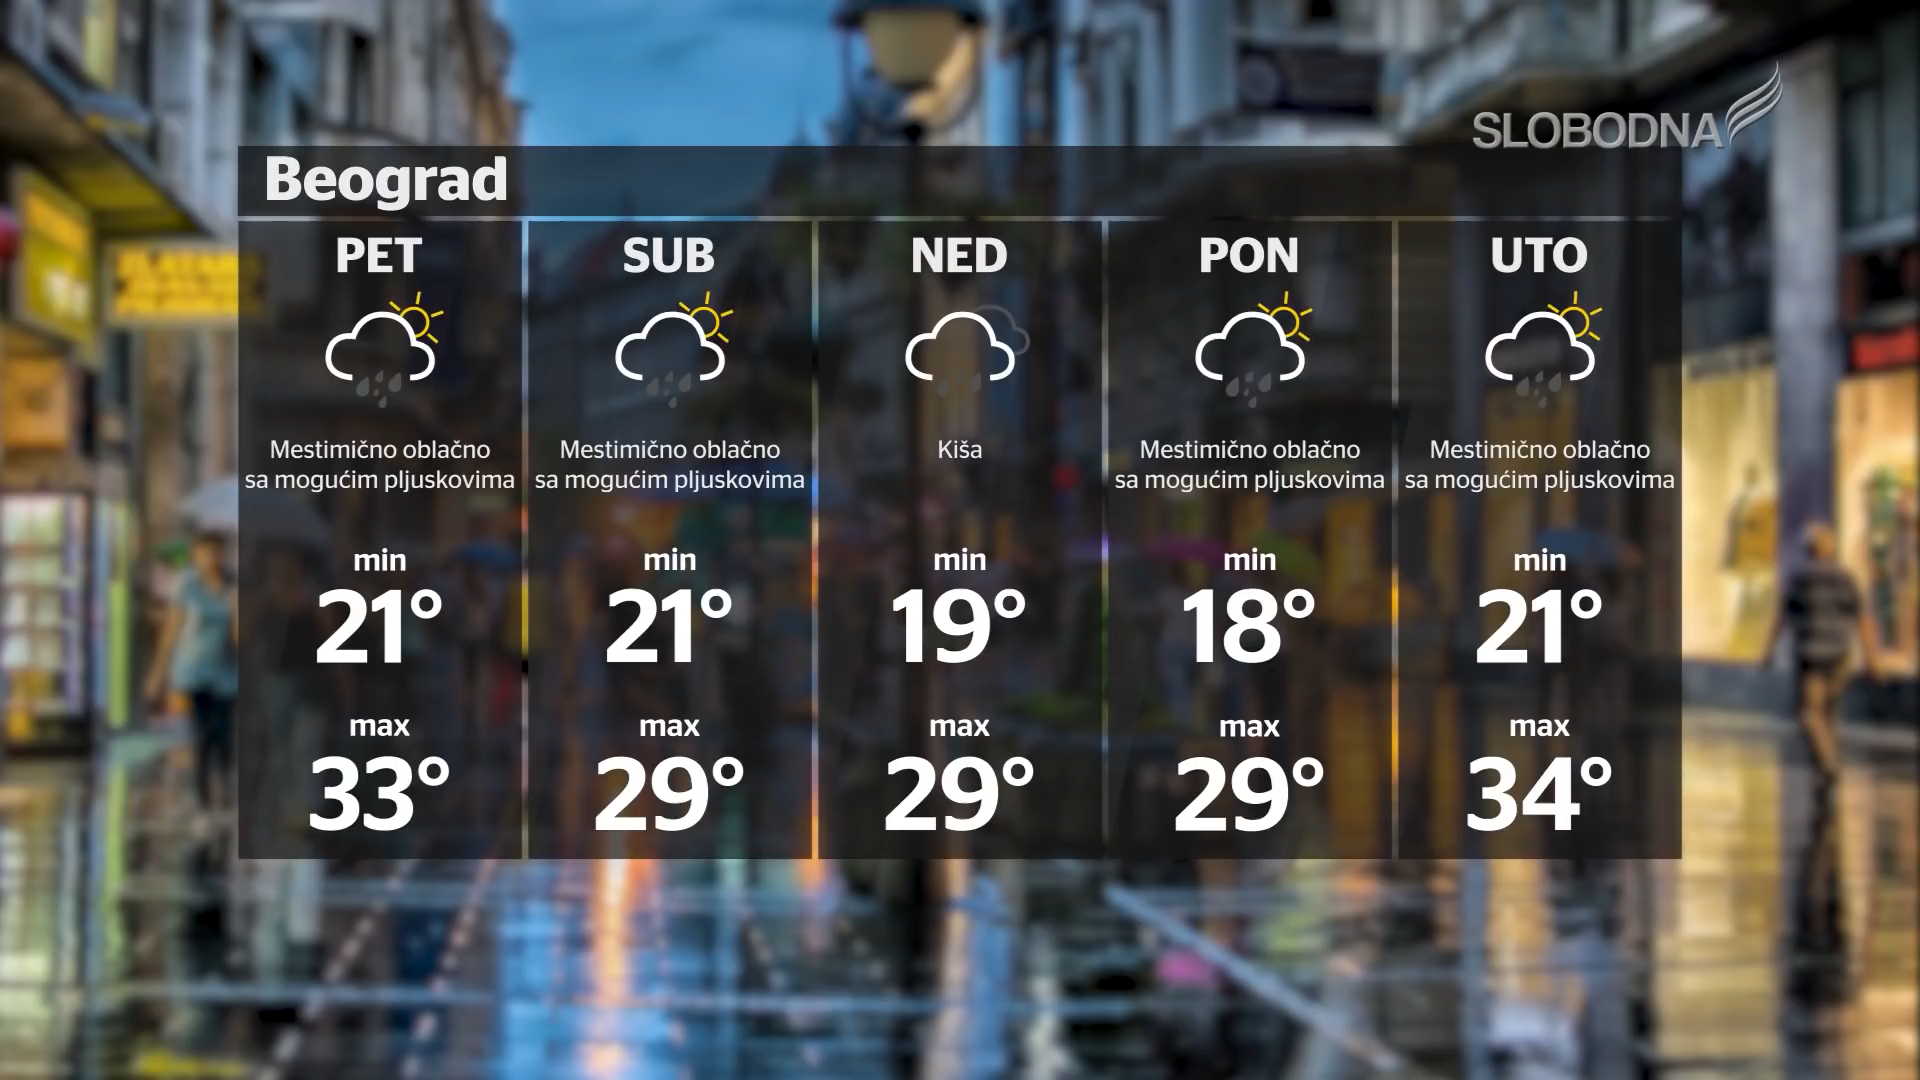 SLOBODNA
Beograd
PET
Mestimično oblačno
sa mogućim pljuskovima
min
21°
max
33°
SUB
Mestimično oblačno
sa mogućim pljuskovima
min
21°
max
29°
NED
Kiša
min
19°
max
29°
PON
Mestimično oblačno
sa mogućim pljuskovima
min
18°
max
29°
UTO
Mestimično oblačno
sa mogućim pljuskovima
min
21°
max
34°